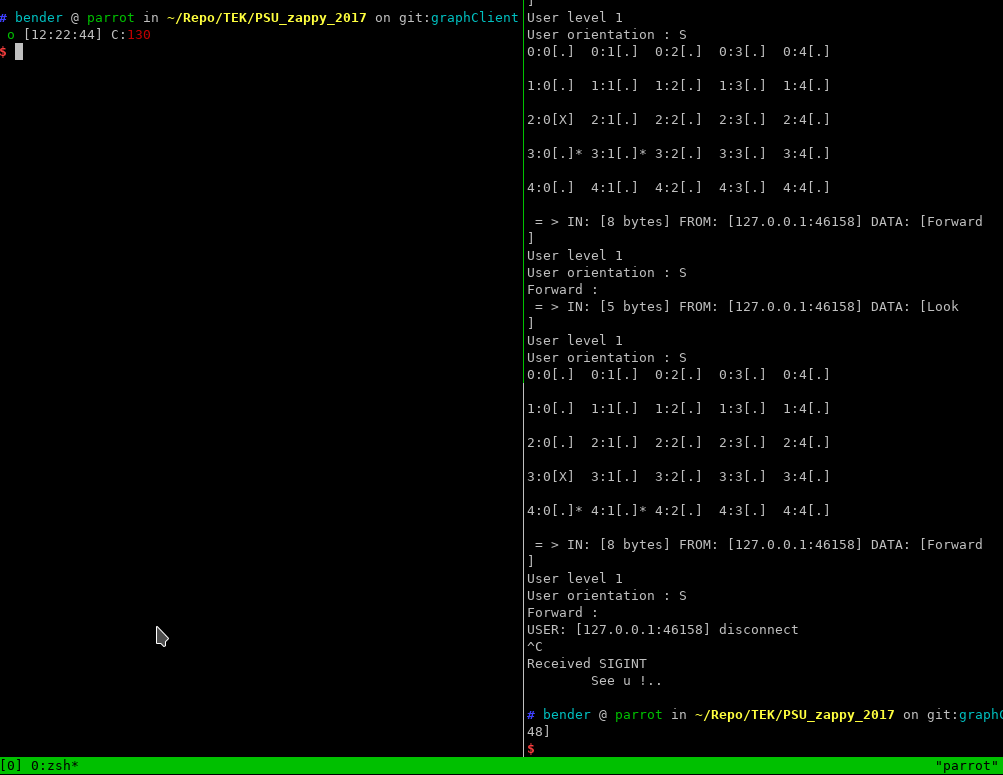 # bender @ parrot in ~/Repo/TEK/PSU_zappy_2017 on git:graphClient
o [12:22:44] C:130
$
]
User level 1
User orientation : S
0:0[.]  0:1[.]  0:2[.]  0:3[.]  0:4[.]
1:0[.]  1:1[.]  1:2[.]  1:3[.]  1:4[.]
2:0[X]  2:1[.]  2:2[.]  2:3[.]  2:4[.]
3:0[.]* 3:1[.]* 3:2[.]  3:3[.]  3:4[.]
4:0[.]  4:1[.]  4:2[.]  4:3[.]  4:4[.]
 = > IN: [8 bytes] FROM: [127.0.0.1:46158] DATA: [Forward
]
User level 1
User orientation : S
Forward :
 = > IN: [5 bytes] FROM: [127.0.0.1:46158] DATA: [Look
]
User level 1
User orientation : S
0:0[.]  0:1[.]  0:2[.]  0:3[.]  0:4[.]
1:0[.]  1:1[.]  1:2[.]  1:3[.]  1:4[.]
2:0[.]  2:1[.]  2:2[.]  2:3[.]  2:4[.]
3:0[X]  3:1[.]  3:2[.]  3:3[.]  3:4[.]
4:0[.]* 4:1[.]* 4:2[.]  4:3[.]  4:4[.]
 = > IN: [8 bytes] FROM: [127.0.0.1:46158] DATA: [Forward
]
User level 1
User orientation : S
Forward :
USER: [127.0.0.1:46158] disconnect
^C
Received SIGINT
        See u !..
# bender @ parrot in ~/Repo/TEK/PSU_zappy_2017 on git:graphC
48]
$
[0] 0:zsh* "parrot"